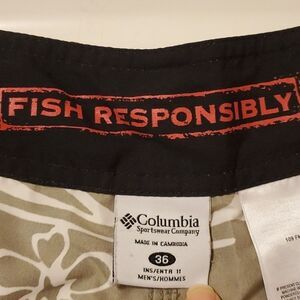 FISH RESPONSIBLY
Columbia
Sportswear Company
MADE IN CAMBODIA
36
INS/ENTR 11
MEN'S/HOMMES